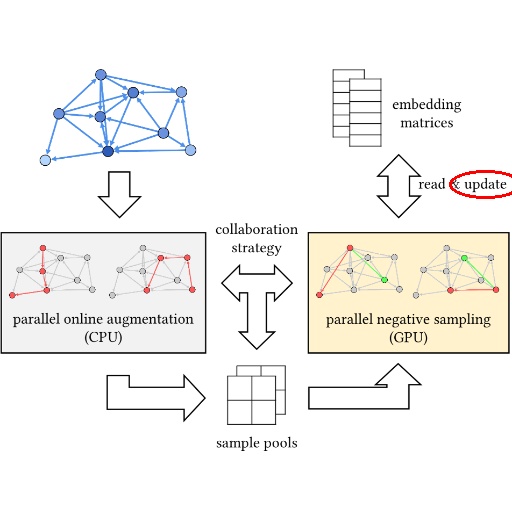 embedding
matrices
read & update
collaboration
strategy
parallel online augmentation
(CPU)
parallel negative sampling
(GPU)
sample pools